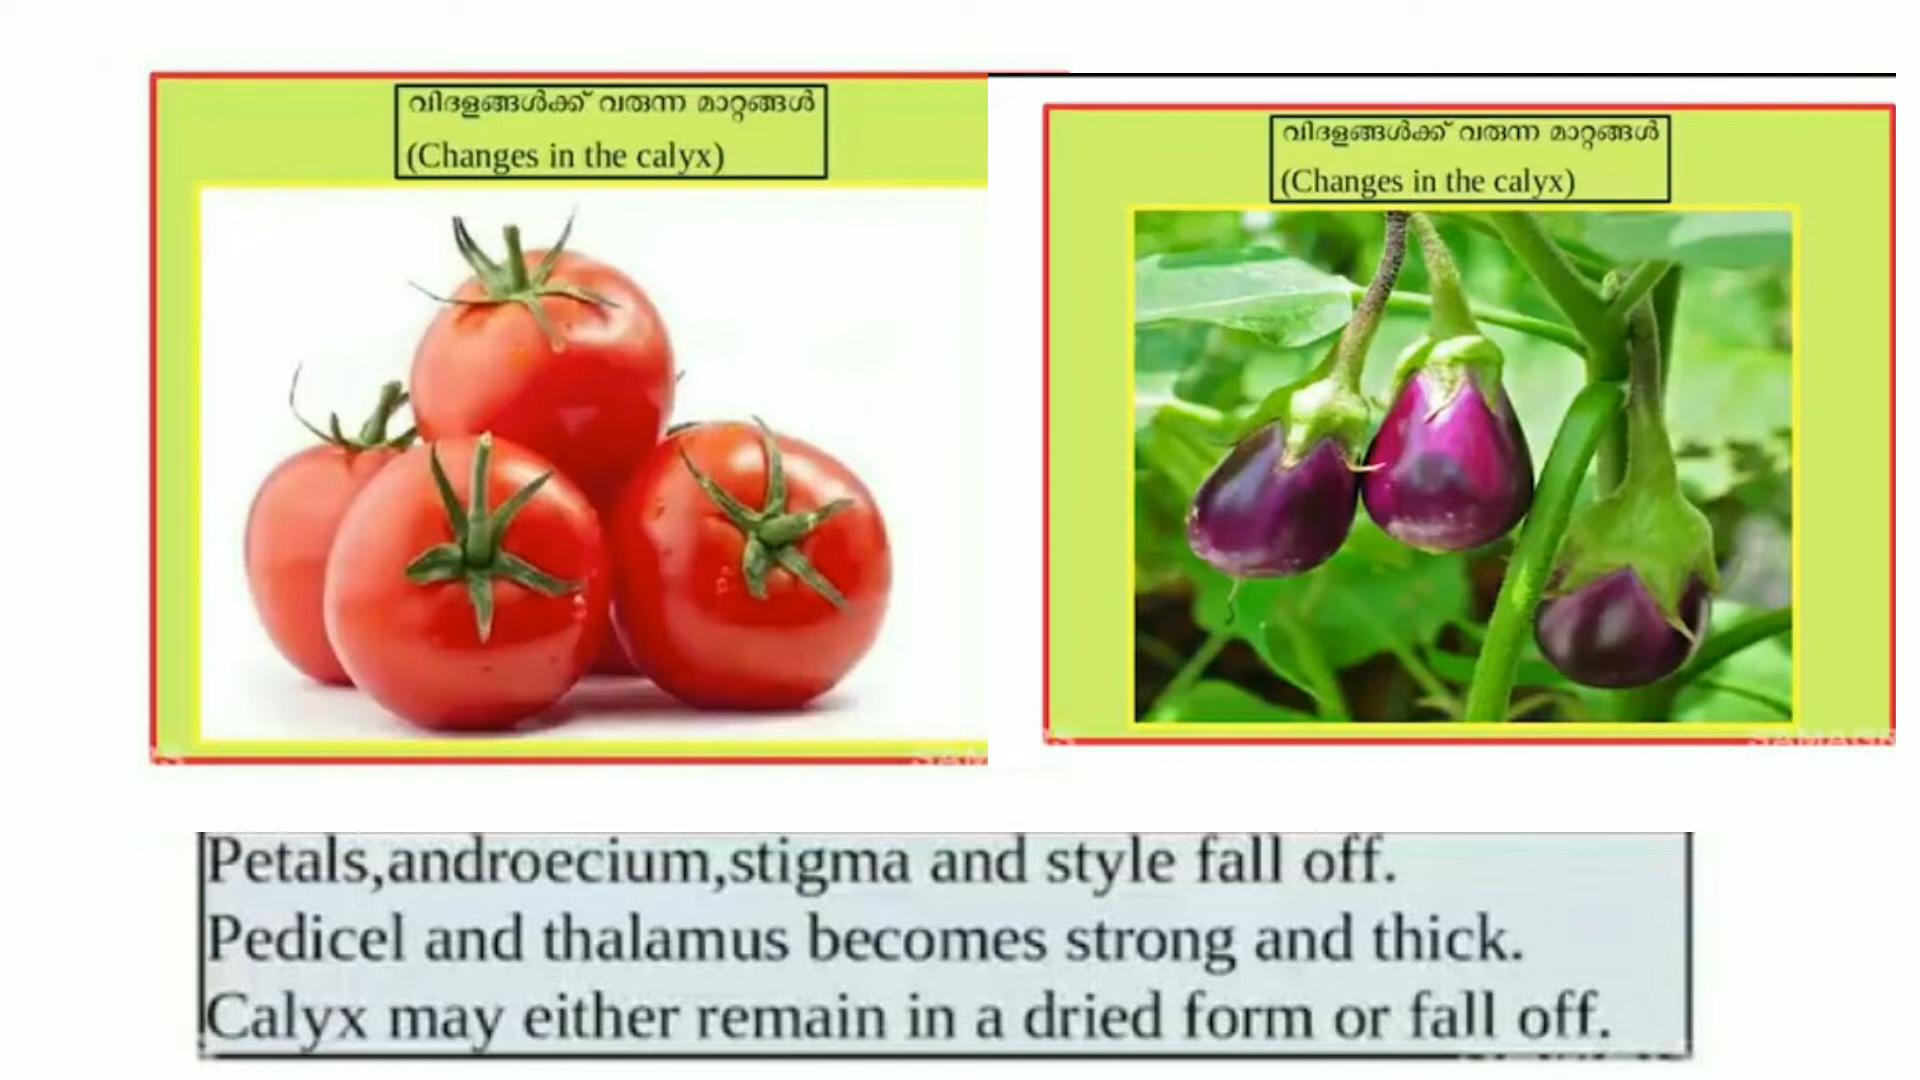 വിദളങ്ങൾക്ക് വരുന്ന മാറ്റങ്ങൾ
(Changes in the calyx)
വിദളങ്ങൾക്ക് വരുന്ന മാറ്റങ്ങൾ
(Changes in the calyx)
Petals,androecium,stigma and style fall off.
Pedicel and thalamus becomes strong and thick.
Calyx may either remain in a dried form or fall off.